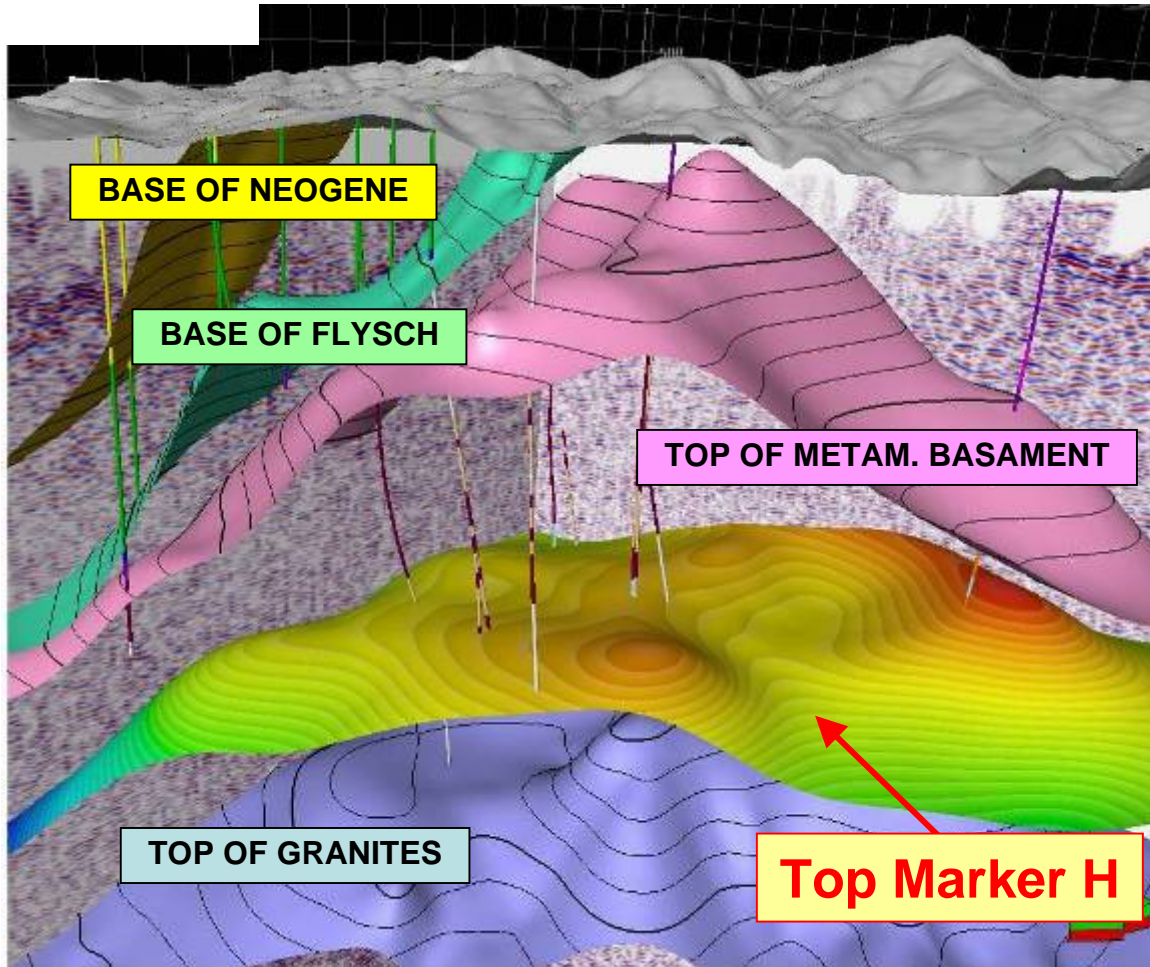 BASE OF NEOGENE
BASE OF FLYSCH
TOP OF METAM. BASAMENT
TOP OF GRANITES
Top Marker H